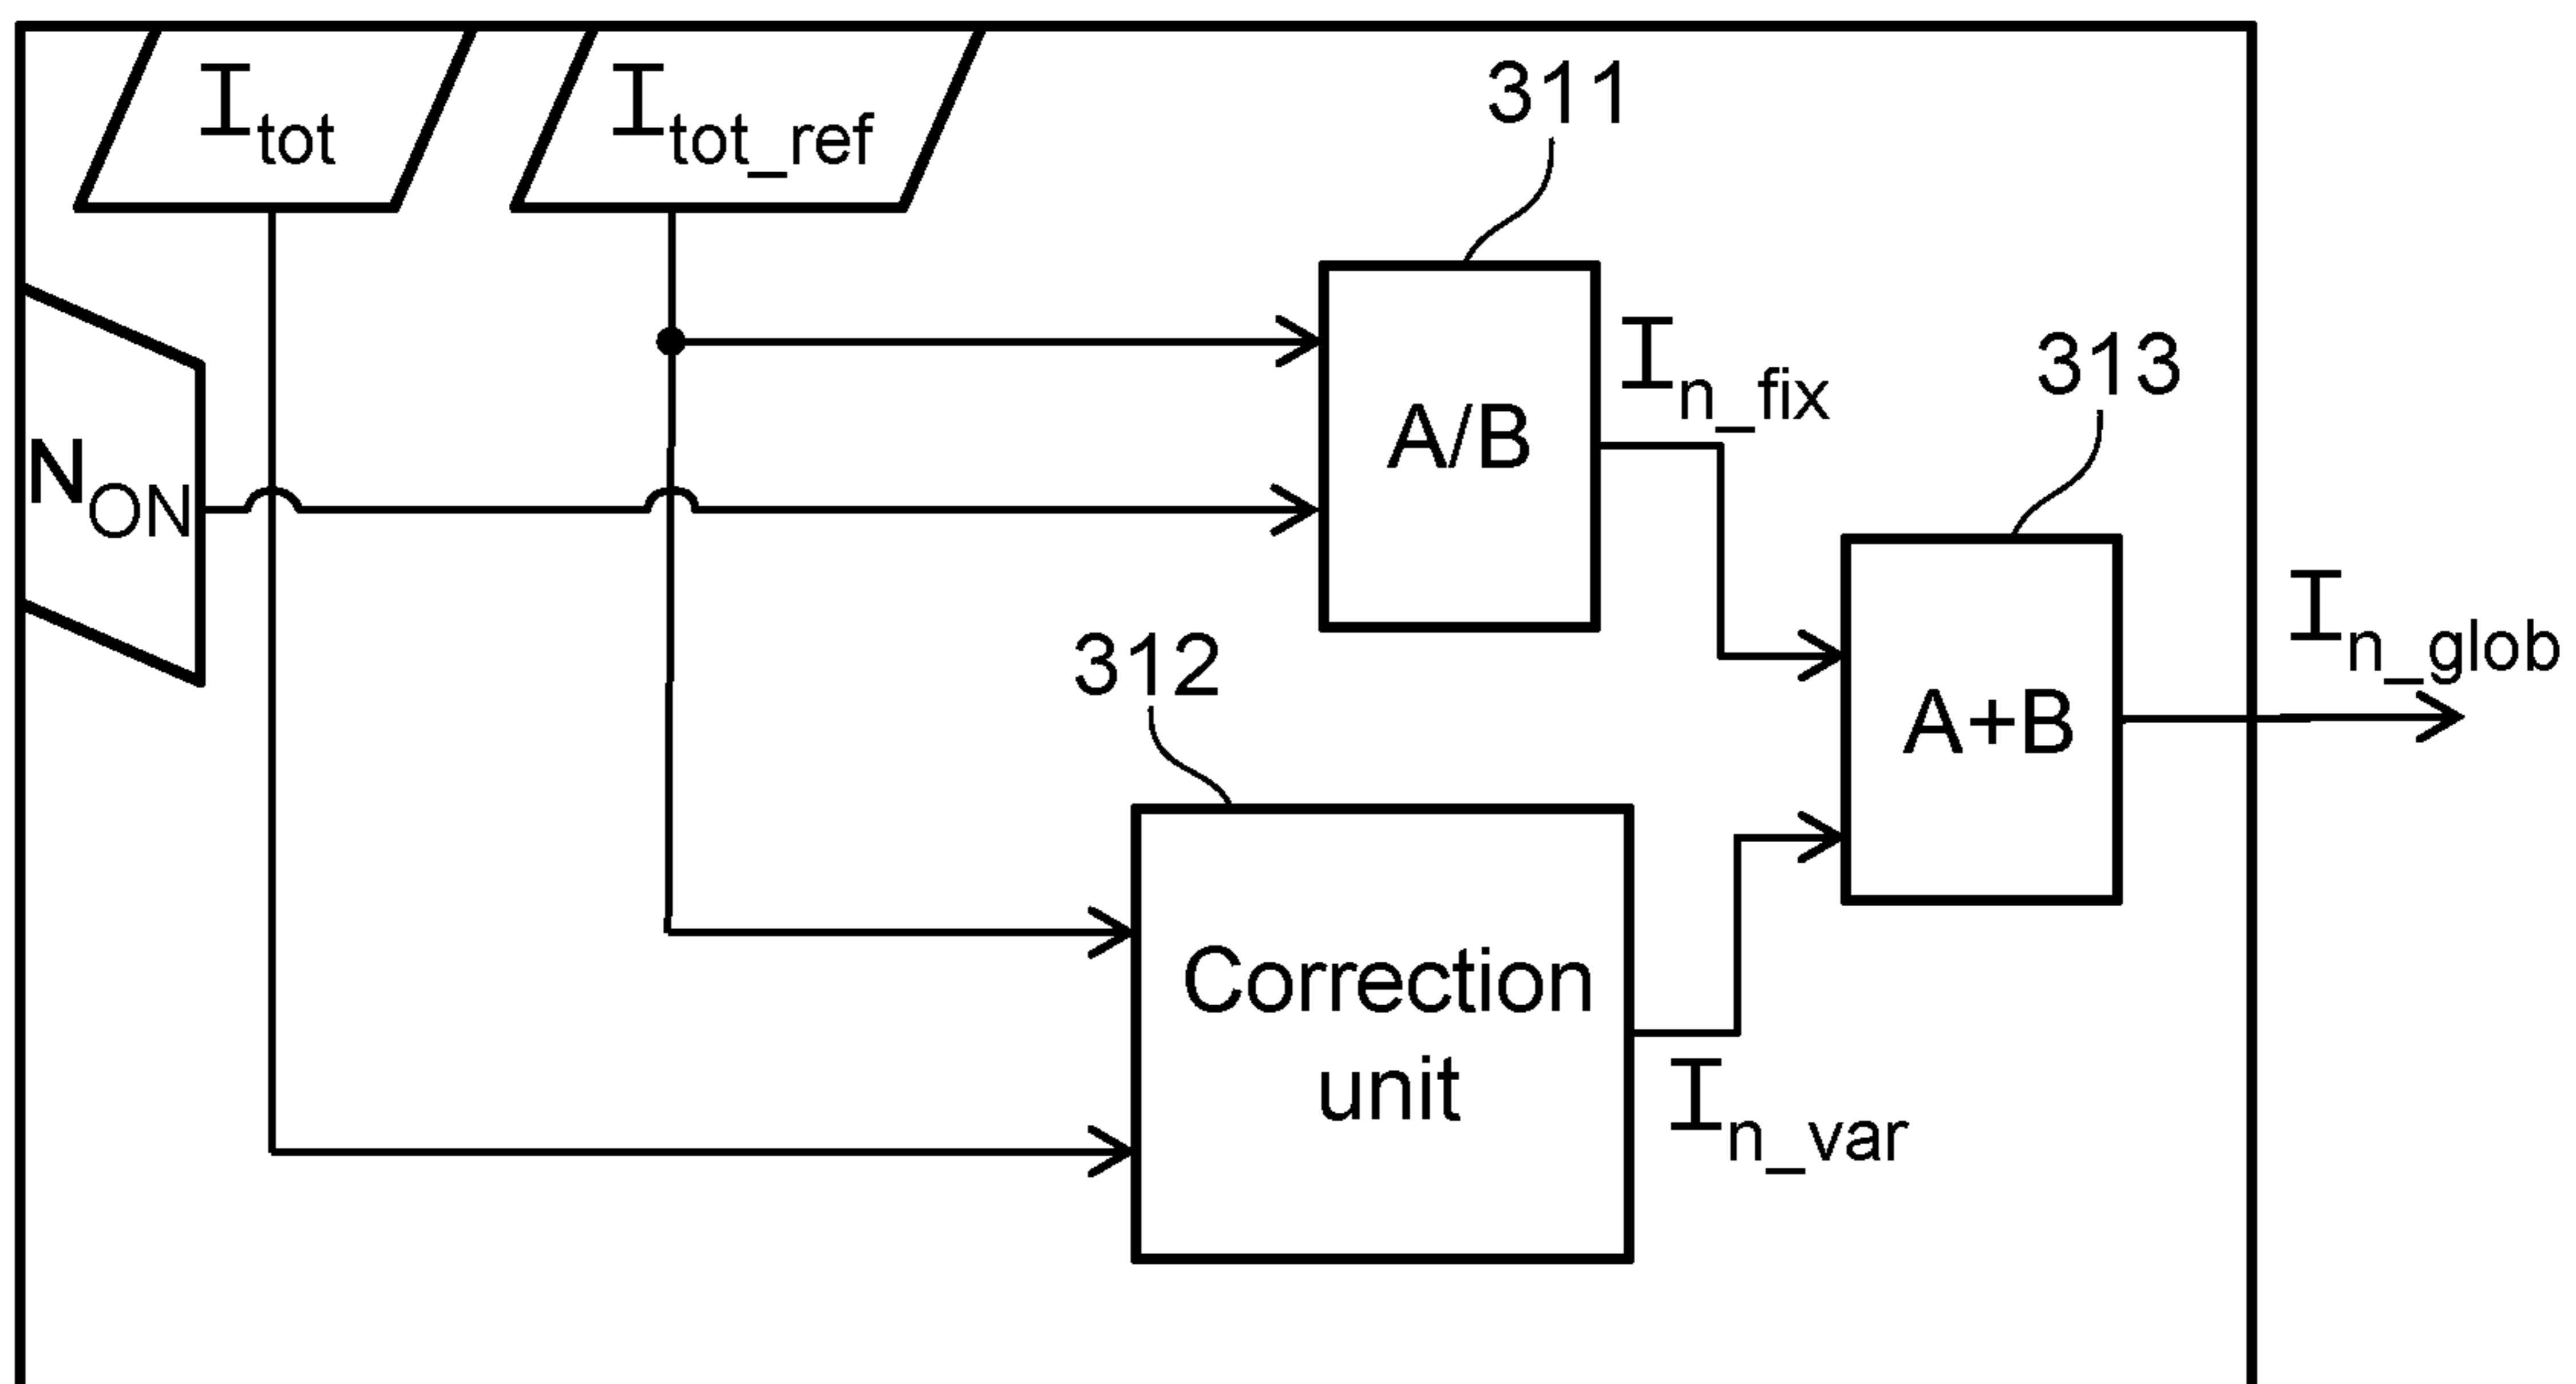 I_tot
I_tot_ref
311
I_n_fix
313
A/B
N_ON
I_n_glob
312
A+B
Correction
unit
I_n_var